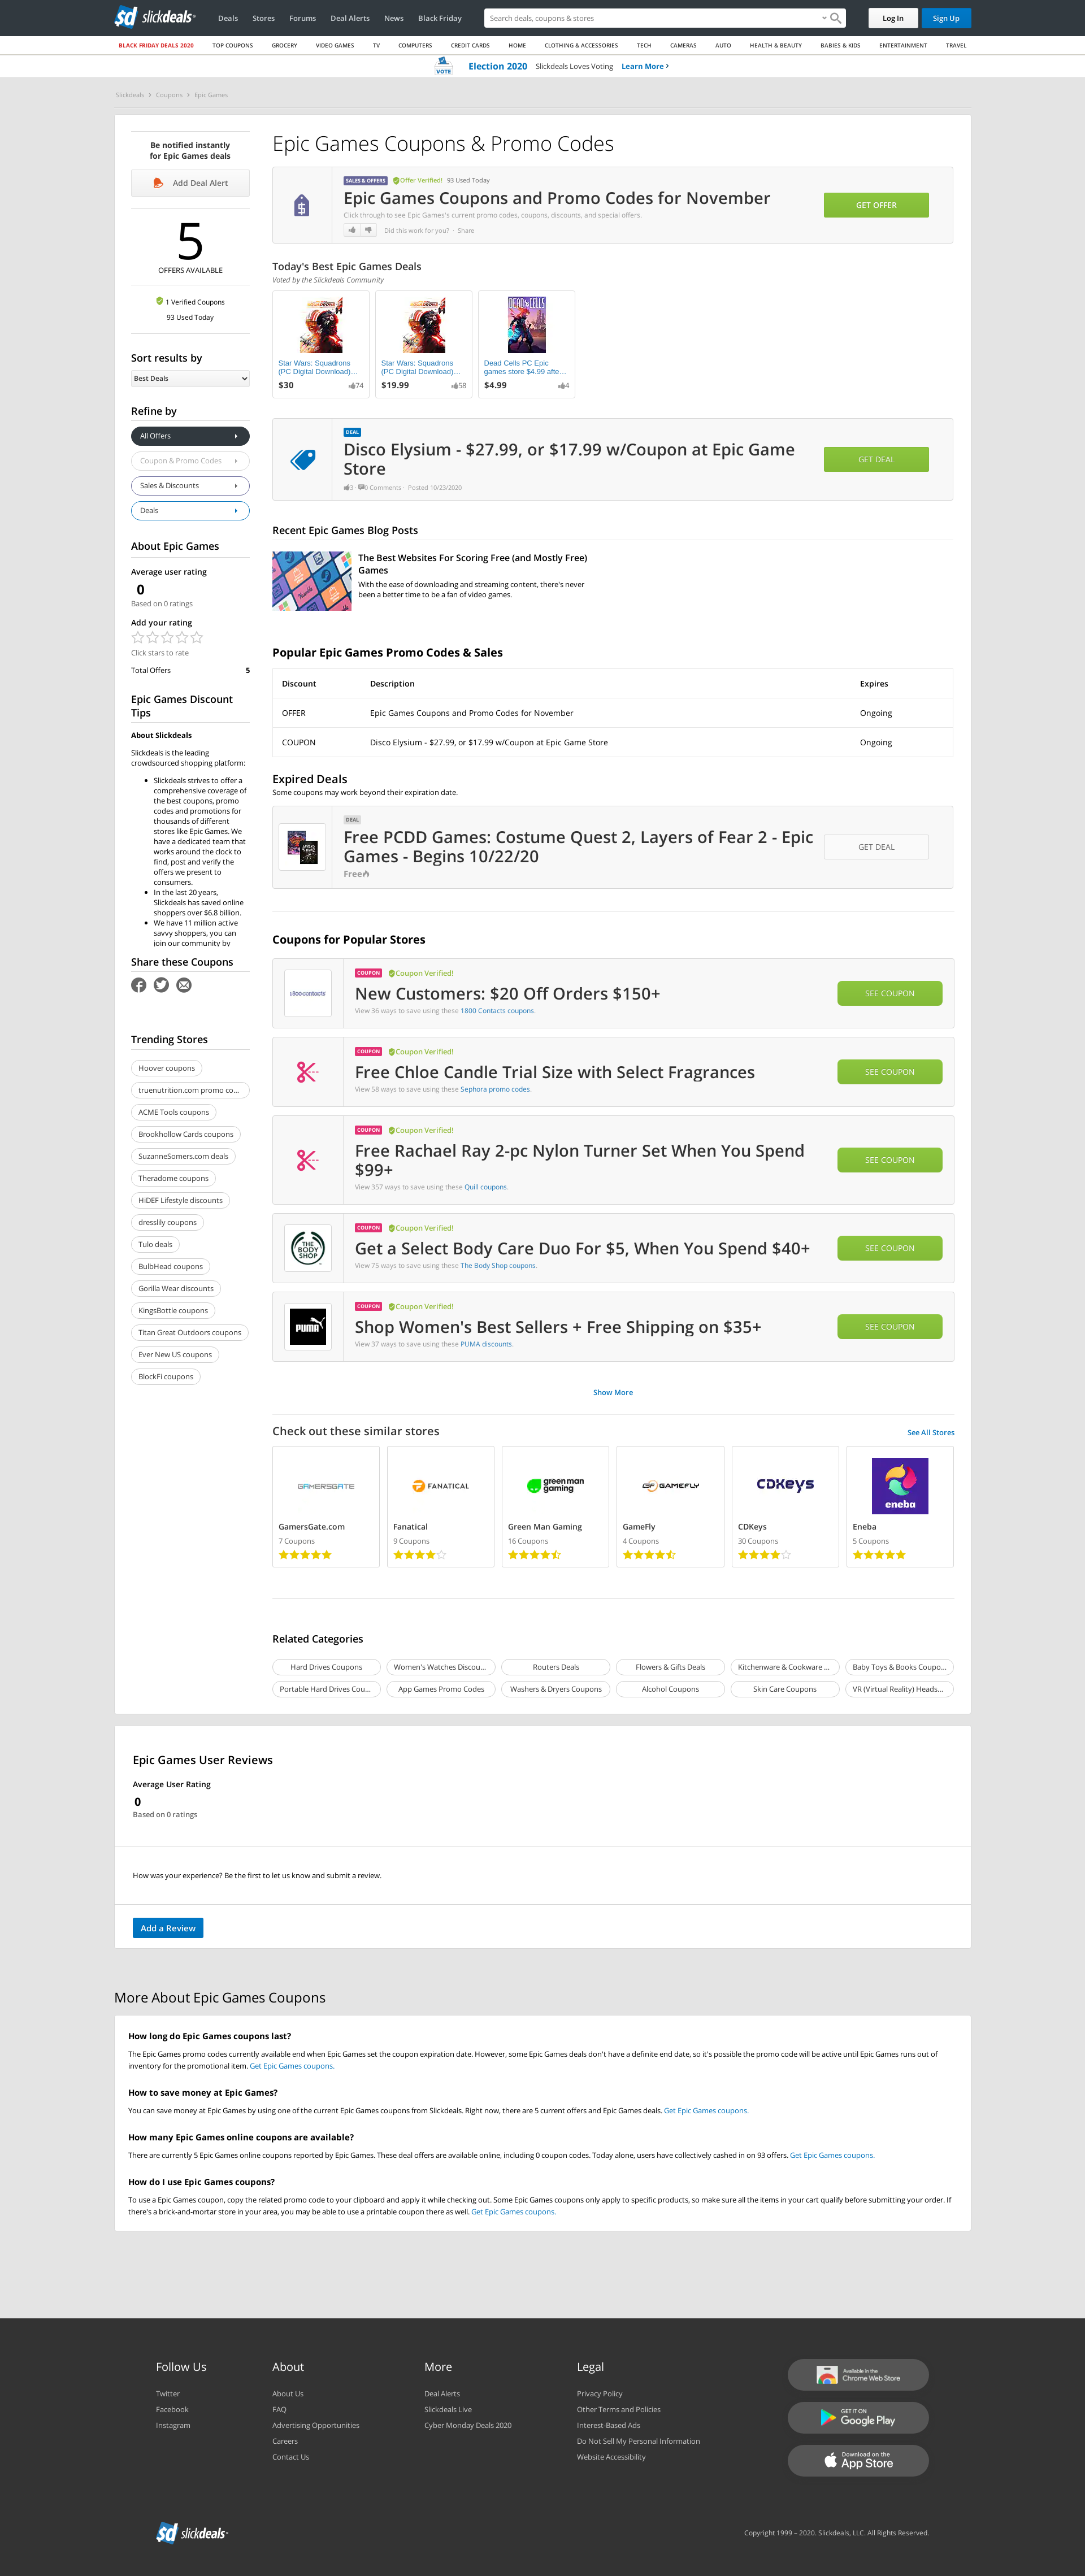 sd slickdeals
Deals
Stores
Forums
Deal Alerts
News
Black Friday
Search deals, coupons & stores
Log In
Sign Up
BLACK FRIDAY DEALS 2020
TOP COUPONS
GROCERY
VIDEO GAMES
TV
COMPUTERS
CREDIT CARDS
HOME
CLOTHING & ACCESSORIES
TECH
CAMERAS
AUTO
HEALTH & BEAUTY
BABIES & KIDS
ENTERTAINMENT
TRAVEL
VOTE
Election 2020 Slickdeals Loves Voting Learn More ›
Slickdeals › Coupons › Epic Games
Be notified instantly
for Epic Games deals
Add Deal Alert
5
OFFERS AVAILABLE
1 Verified Coupons
93 Used Today
Sort results by
Best Deals
Refine by
All Offers
Coupon & Promo Codes
Sales & Discounts
Deals
About Epic Games
Average user rating
0
Based on 0 ratings
Add your rating
Click stars to rate
Total Offers 5
Epic Games Discount
Tips
About Slickdeals
Slickdeals is the leading
crowdsourced shopping platform:
• Slickdeals strives to offer a
comprehensive coverage of
the best coupons, promo
codes and promotions for
thousands of different
stores like Epic Games. We
have a dedicated team that
works around the clock to
find, post and verify the
offers we present to
consumers.
• In the last 20 years,
Slickdeals has saved online
shoppers over $6.8 billion.
• We have 11 million active
savvy shoppers, you can
join our community by
Share these Coupons
Trending Stores
Hoover coupons
truenutrition.com promo co...
ACME Tools coupons
Brookhollow Cards coupons
SuzanneSomers.com deals
Theradome coupons
HiDEF Lifestyle discounts
dresslily coupons
Tulo deals
BulbHead coupons
Gorilla Wear discounts
KingsBottle coupons
Titan Great Outdoors coupons
Ever New US coupons
BlockFi coupons
Epic Games Coupons & Promo Codes
SALES & OFFERS Offer Verified! 93 Used Today
Epic Games Coupons and Promo Codes for November
Click through to see Epic Games's current promo codes, coupons, discounts, and special offers.
Did this work for you? · Share
GET OFFER
Today's Best Epic Games Deals
Voted by the Slickdeals Community
Star Wars: Squadrons
(PC Digital Download)...
$30 74
Star Wars: Squadrons
(PC Digital Download)...
$19.99 58
DEAD CELLS
Dead Cells PC Epic
games store $4.99 afte...
$4.99 4
DEAL
Disco Elysium - $27.99, or $17.99 w/Coupon at Epic Game
Store
3 · 0 Comments · Posted 10/23/2020
GET DEAL
Recent Epic Games Blog Posts
The Best Websites For Scoring Free (and Mostly Free)
Games
With the ease of downloading and streaming content, there's never
been a better time to be a fan of video games.
Popular Epic Games Promo Codes & Sales
Discount Description Expires
OFFER Epic Games Coupons and Promo Codes for November Ongoing
COUPON Disco Elysium - $27.99, or $17.99 w/Coupon at Epic Game Store Ongoing
Expired Deals
Some coupons may work beyond their expiration date.
DEAL
Free PCDD Games: Costume Quest 2, Layers of Fear 2 - Epic
Games - Begins 10/22/20
Free
GET DEAL
Coupons for Popular Stores
1 800 contacts
COUPON Coupon Verified!
New Customers: $20 Off Orders $150+
View 36 ways to save using these 1800 Contacts coupons.
SEE COUPON
COUPON Coupon Verified!
Free Chloe Candle Trial Size with Select Fragrances
View 58 ways to save using these Sephora promo codes.
SEE COUPON
COUPON Coupon Verified!
Free Rachael Ray 2-pc Nylon Turner Set When You Spend
$99+
View 357 ways to save using these Quill coupons.
SEE COUPON
THE BODY SHOP
COUPON Coupon Verified!
Get a Select Body Care Duo For $5, When You Spend $40+
View 75 ways to save using these The Body Shop coupons.
SEE COUPON
PUMA
COUPON Coupon Verified!
Shop Women's Best Sellers + Free Shipping on $35+
View 37 ways to save using these PUMA discounts.
SEE COUPON
Show More
Check out these similar stores
See All Stores
GAMERSGATE
GamersGate.com
7 Coupons
FANATICAL
Fanatical
9 Coupons
green man gaming
Green Man Gaming
16 Coupons
GF GAMEFLY
GameFly
4 Coupons
CDKeys
CDKeys
30 Coupons
eneba
Eneba
5 Coupons
Related Categories
Hard Drives Coupons
Women's Watches Discou...
Routers Deals
Flowers & Gifts Deals
Kitchenware & Cookware ...
Baby Toys & Books Coupo...
Portable Hard Drives Cou...
App Games Promo Codes
Washers & Dryers Coupons
Alcohol Coupons
Skin Care Coupons
VR (Virtual Reality) Heads...
Epic Games User Reviews
Average User Rating
0
Based on 0 ratings
How was your experience? Be the first to let us know and submit a review.
Add a Review
More About Epic Games Coupons
How long do Epic Games coupons last?
The Epic Games promo codes currently available end when Epic Games set the coupon expiration date. However, some Epic Games deals don't have a definite end date, so it's possible the promo code will be active until Epic Games runs out of
inventory for the promotional item. Get Epic Games coupons.
How to save money at Epic Games?
You can save money at Epic Games by using one of the current Epic Games coupons from Slickdeals. Right now, there are 5 current offers and Epic Games deals. Get Epic Games coupons.
How many Epic Games online coupons are available?
There are currently 5 Epic Games online coupons reported by Epic Games. These deal offers are available online, including 0 coupon codes. Today alone, users have collectively cashed in on 93 offers. Get Epic Games coupons.
How do I use Epic Games coupons?
To use a Epic Games coupon, copy the related promo code to your clipboard and apply it while checking out. Some Epic Games coupons only apply to specific products, so make sure all the items in your cart qualify before submitting your order. If
there's a brick-and-mortar store in your area, you may be able to use a printable coupon there as well. Get Epic Games coupons.
Follow Us
Twitter
Facebook
Instagram
About
About Us
FAQ
Advertising Opportunities
Careers
Contact Us
More
Deal Alerts
Slickdeals Live
Cyber Monday Deals 2020
Legal
Privacy Policy
Other Terms and Policies
Interest-Based Ads
Do Not Sell My Personal Information
Website Accessibility
Available in the
Chrome Web Store
GET IT ON
Google Play
Download on the
App Store
sd slickdeals
Copyright 1999 – 2020. Slickdeals, LLC. All Rights Reserved.